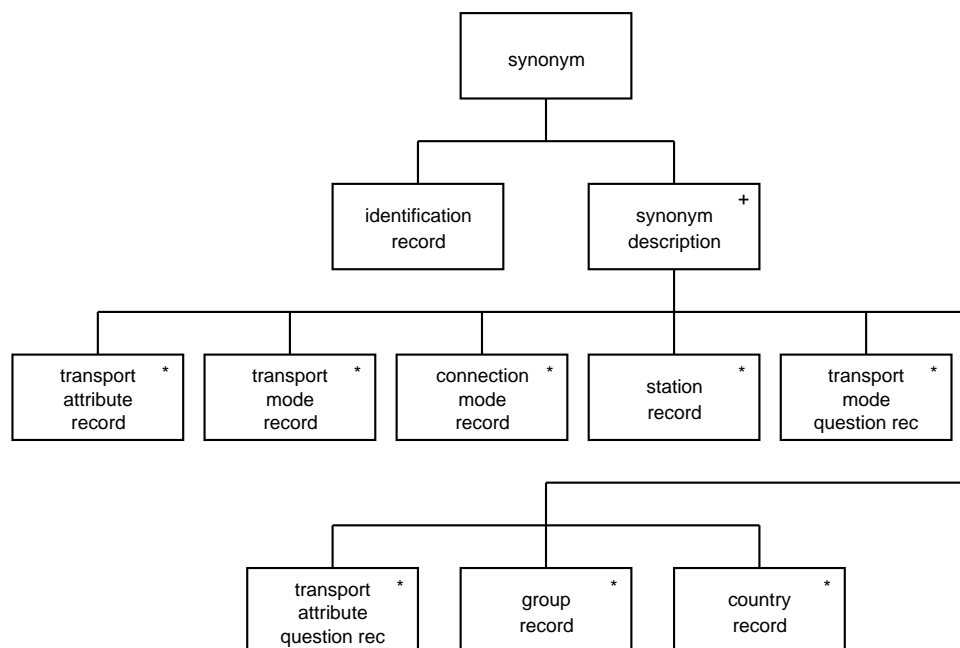 synonym
identification
record
synonym +
description
transport *
attribute
record
transport *
mode
record
connection *
mode
record
station *
record
transport *
mode
question rec
transport *
attribute
question rec
group *
record
country *
record